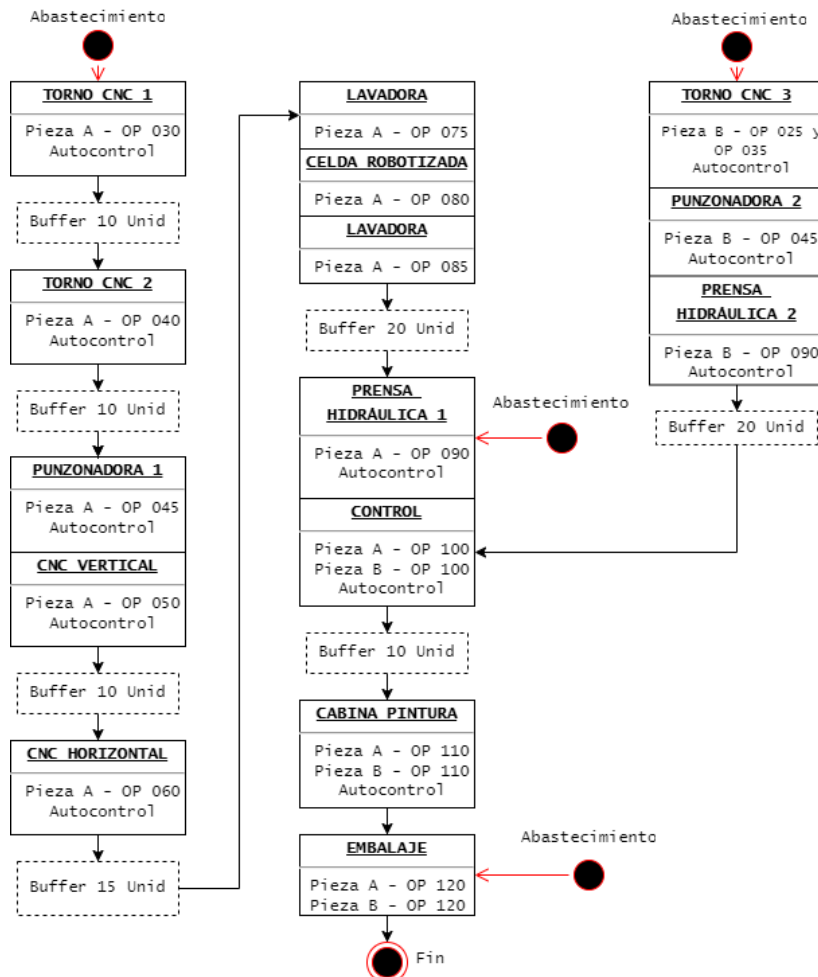 Abastecimiento
TORNO CNC 1
Pieza A - OP 030
Autocontrol
Buffer 10 Unid
TORNO CNC 2
Pieza A - OP 040
Autocontrol
Buffer 10 Unid
PUNZONADORA 1
Pieza A - OP 045
Autocontrol
CNC VERTICAL
Pieza A - OP 050
Autocontrol
Buffer 10 Unid
CNC HORIZONTAL
Pieza A - OP 060
Autocontrol
Buffer 15 Unid
LAVADORA
Pieza A - OP 075
CELDA ROBOTIZADA
Pieza A - OP 080
LAVADORA
Pieza A - OP 085
Buffer 20 Unid
PRENSA
HIDRÁULICA 1
Abastecimiento
Pieza A - OP 090
Autocontrol
CONTROL
Pieza A - OP 100
Pieza B - OP 100
Autocontrol
Buffer 10 Unid
CABINA PINTURA
Pieza A - OP 110
Pieza B - OP 110
Autocontrol
EMBALAJE
Abastecimiento
Pieza A - OP 120
Pieza B - OP 120
Fin
Abastecimiento
TORNO CNC 3
Pieza B - OP 025 y
OP 035
Autocontrol
PUNZONADORA 2
Pieza B - OP 045
Autocontrol
PRENSA
HIDRÁULICA 2
Pieza B - OP 090
Autocontrol
Buffer 20 Unid